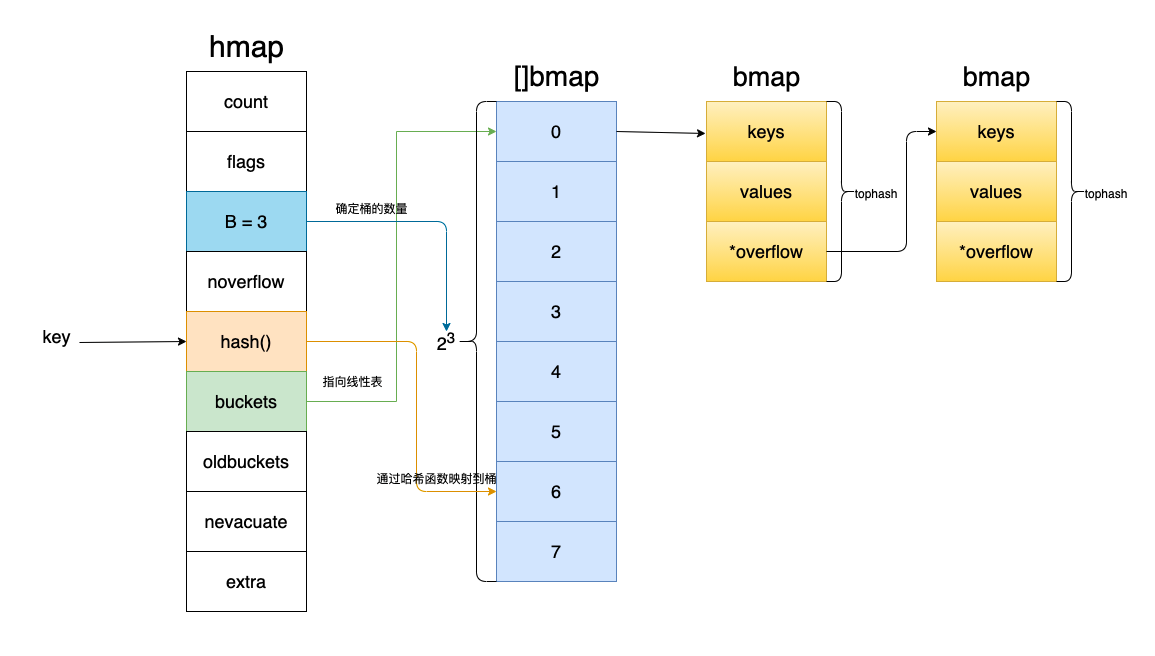 hmap
count
flags
B = 3
noverflow
hash()
buckets
oldbuckets
nevacuate
extra
key
确定桶的数量
指向线性表
通过哈希函数映射到桶
2³
[]bmap
0
1
2
3
4
5
6
7
bmap
keys
values
*overflow
tophash
bmap
keys
values
*overflow
tophash